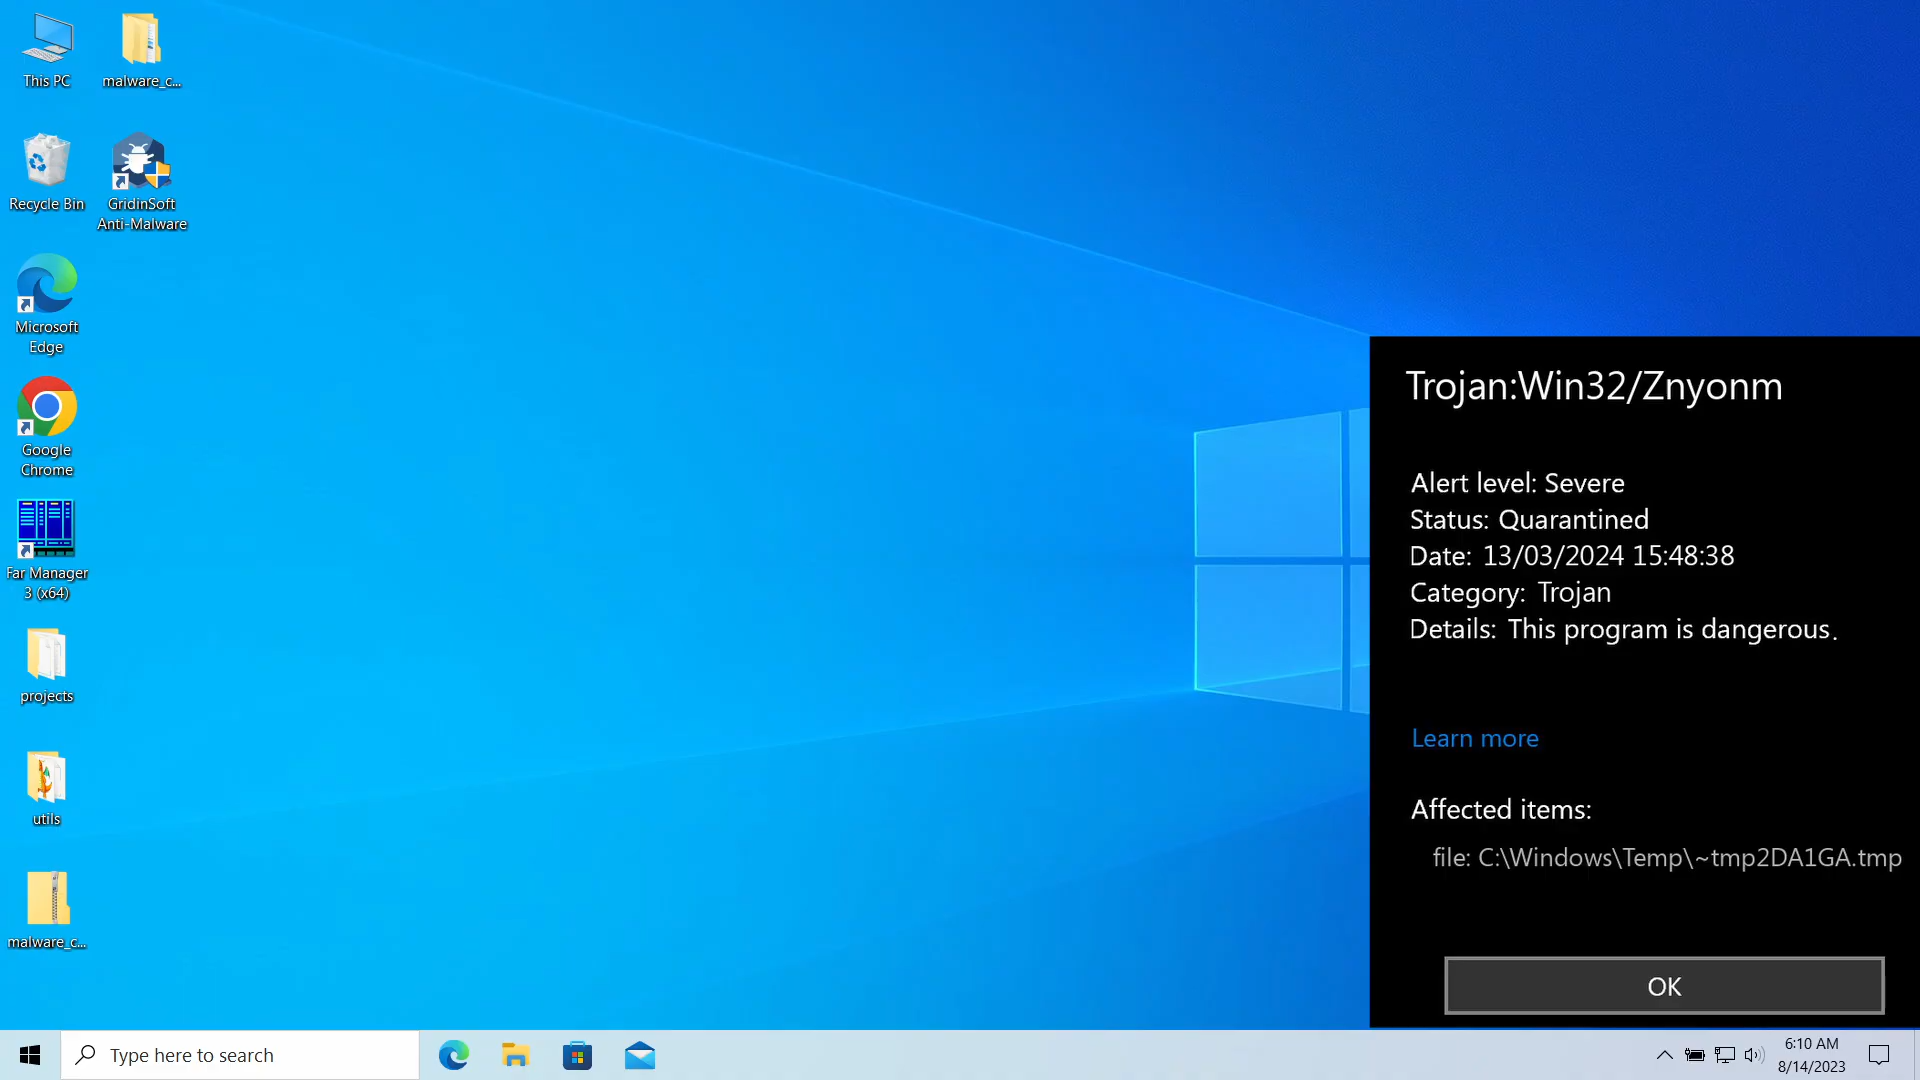 This PC
malware_c...
Recycle Bin
GridinSoft
Anti-Malware
Microsoft
Edge
Google
Chrome
Far Manager
3 (x64)
projects
utils
malware_c...
Trojan:Win32/Znyonm
Alert level: Severe
Status: Quarantined
Date: 13/03/2024 15:48:38
Category: Trojan
Details: This program is dangerous.
Learn more
Affected items:
file: C:\Windows\Temp\~tmp2DA1GA.tmp
OK
Type here to search
6:10 AM
8/14/2023